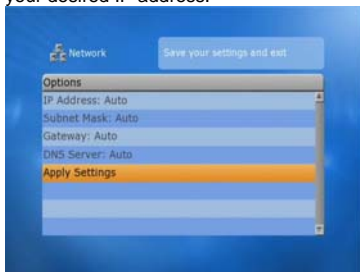 your desired IP address.
Network
Save your settings and exit
Options
IP Address: Auto
Subnet Mask: Auto
Gateway: Auto
DNS Server: Auto
Apply Settings